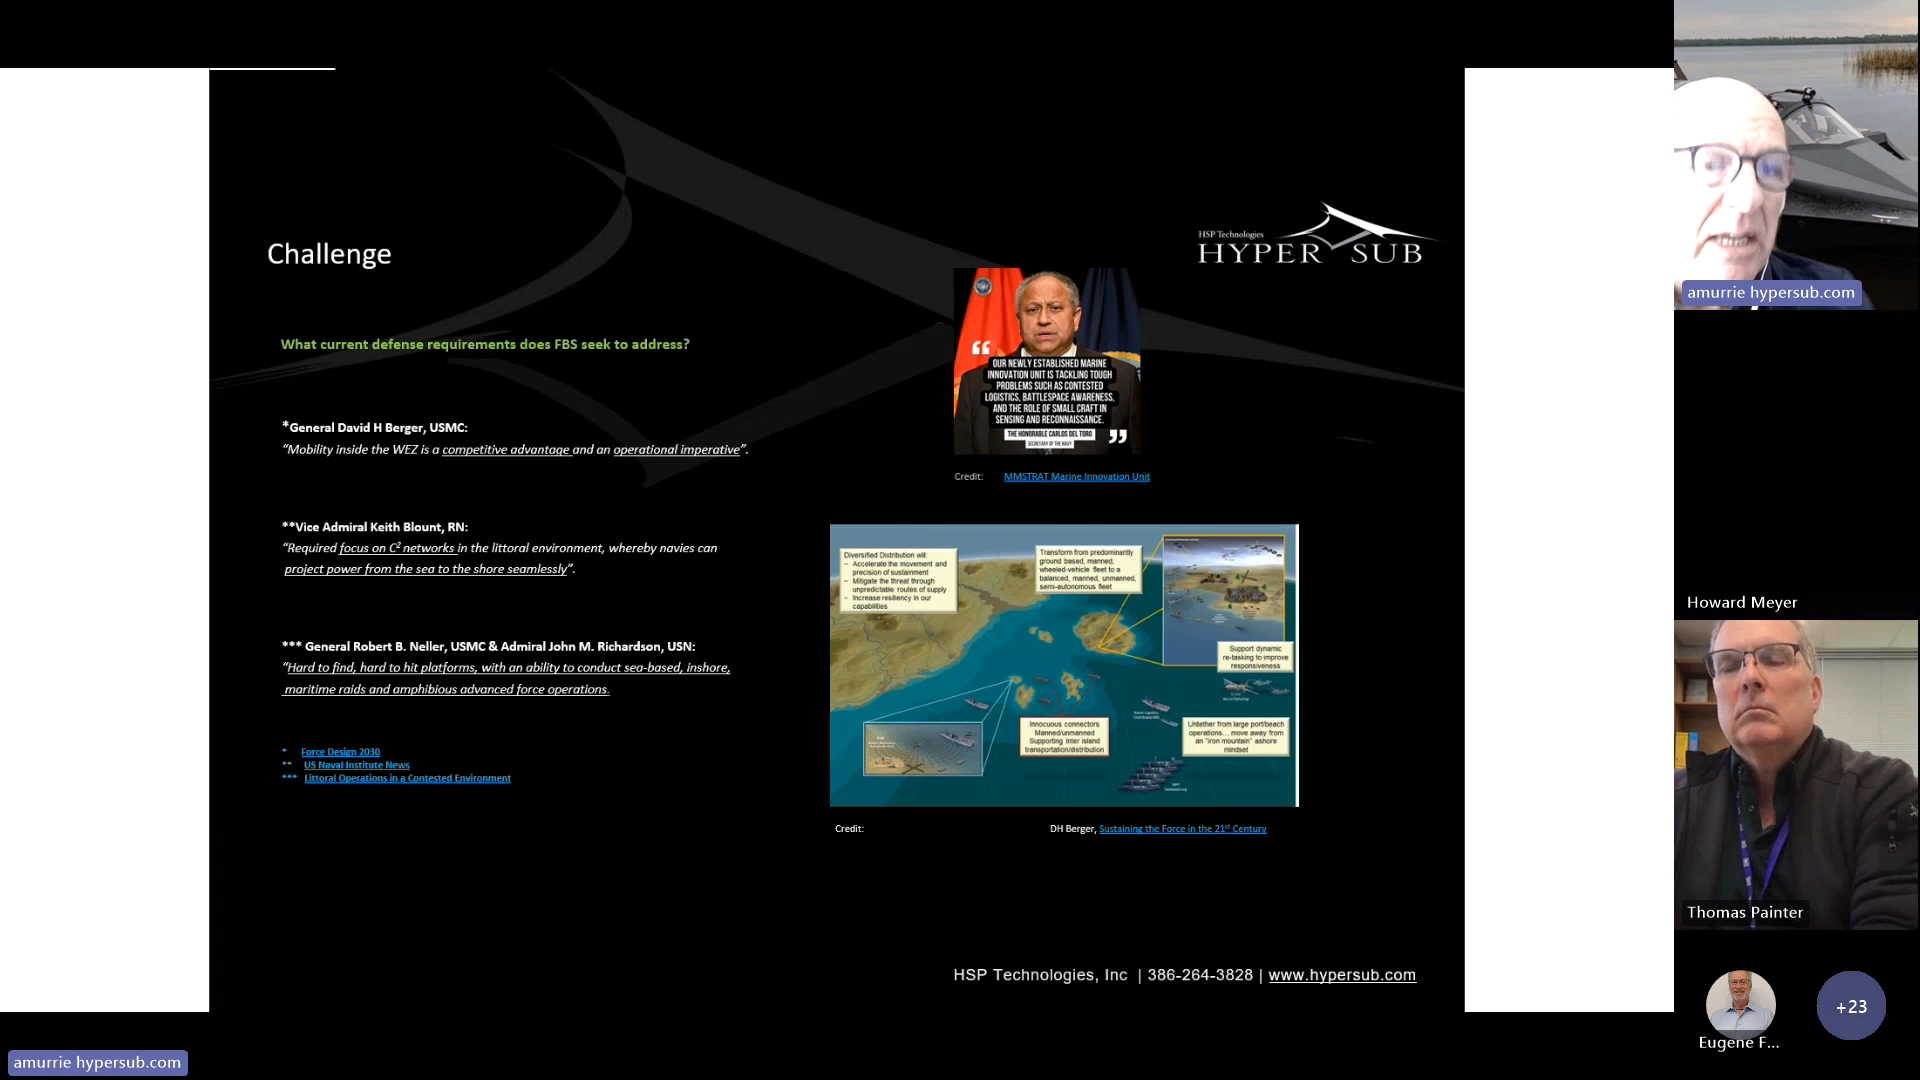 Challenge
HSP Technologies
HYPER SUB
What current defense requirements does FBS seek to address?
*General David H Berger, USMC:
“Mobility inside the WEZ is a competitive advantage and an operational imperative”.
**Vice Admiral Keith Blount, RN:
“Required focus on C² networks in the littoral environment, whereby navies can
project power from the sea to the shore seamlessly”.
*** General Robert B. Neller, USMC & Admiral John M. Richardson, USN:
“Hard to find, hard to hit platforms, with an ability to conduct sea-based, inshore,
maritime raids and amphibious advanced force operations.
* Force Design 2030
** US Naval Institute News
*** Littoral Operations in a Contested Environment
“
OUR NEWLY ESTABLISHED MARINE
INNOVATION UNIT IS TACKLING TOUGH
PROBLEMS SUCH AS CONTESTED
LOGISTICS, BATTLESPACE AWARENESS,
AND THE ROLE OF SMALL CRAFT IN
SENSING AND RECONNAISSANCE.
”
THE HONORABLE CARLOS DEL TORO
SECRETARY OF THE NAVY
Credit: MMSTRAT Marine Innovation Unit
Diversified Distribution will:
- Accelerate the movement and
precision of sustainment
- Mitigate the threat through
unpredictable routes of supply
- Increase resiliency in our
capabilities
Transform from predominantly
ground based, manned,
wheeled-vehicle fleet to a
balanced, manned, unmanned,
semi-autonomous fleet
Support dynamic
re-tasking to improve
responsiveness
Innocuous connectors
Manned/unmanned
Supporting inter island
transportation/distribution
Untether from large port/beach
operations... move away from
an "iron mountain" ashore
mindset
Credit: DH Berger, Sustaining the Force in the 21st Century
HSP Technologies, Inc | 386-264-3828 | www.hypersub.com
amurrie hypersub.com
Howard Meyer
Thomas Painter
Eugene F...
+23
amurrie hypersub.com